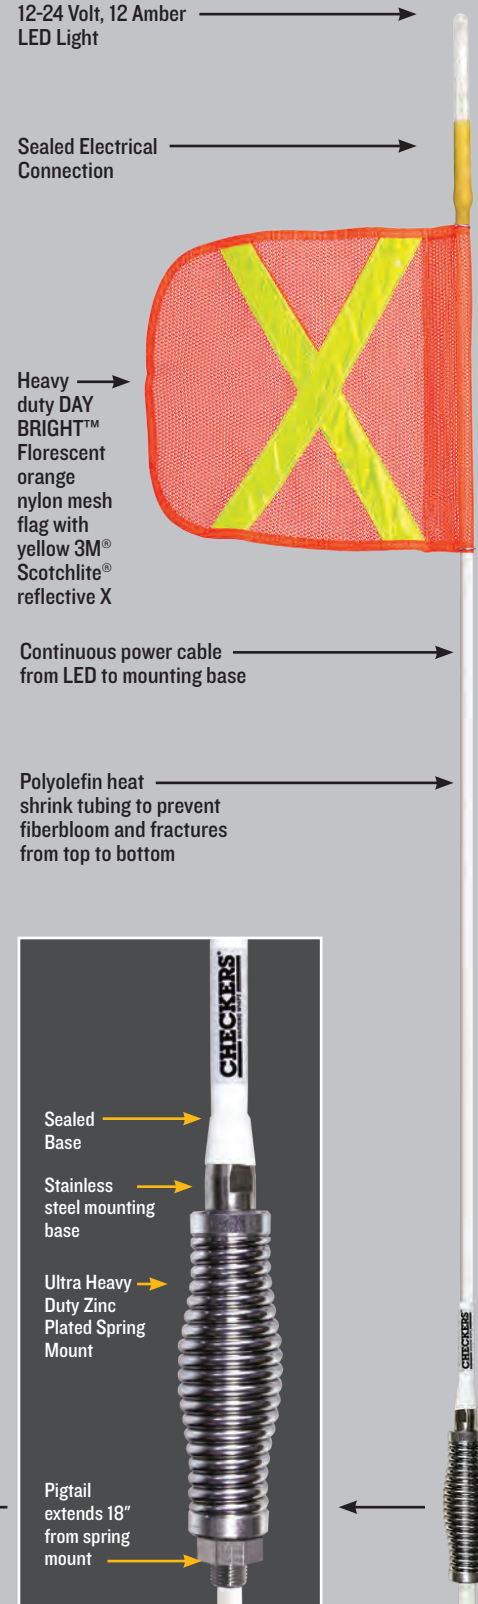 12-24 Volt, 12 Amber
LED Light
Sealed Electrical
Connection
Heavy
duty DAY
BRIGHT™
Florescent
orange
nylon mesh
flag with
yellow 3M®
Scotchlite®
reflective X
Continuous power cable
from LED to mounting base
Polyolefin heat
shrink tubing to prevent
fiberbloom and fractures
from top to bottom
CHECKERS®
WARNING WHIPS
Sealed
Base
Stainless
steel mounting
base
Ultra Heavy
Duty Zinc
Plated Spring
Mount
Pigtail
extends 18″
from spring
mount
CHECKERS